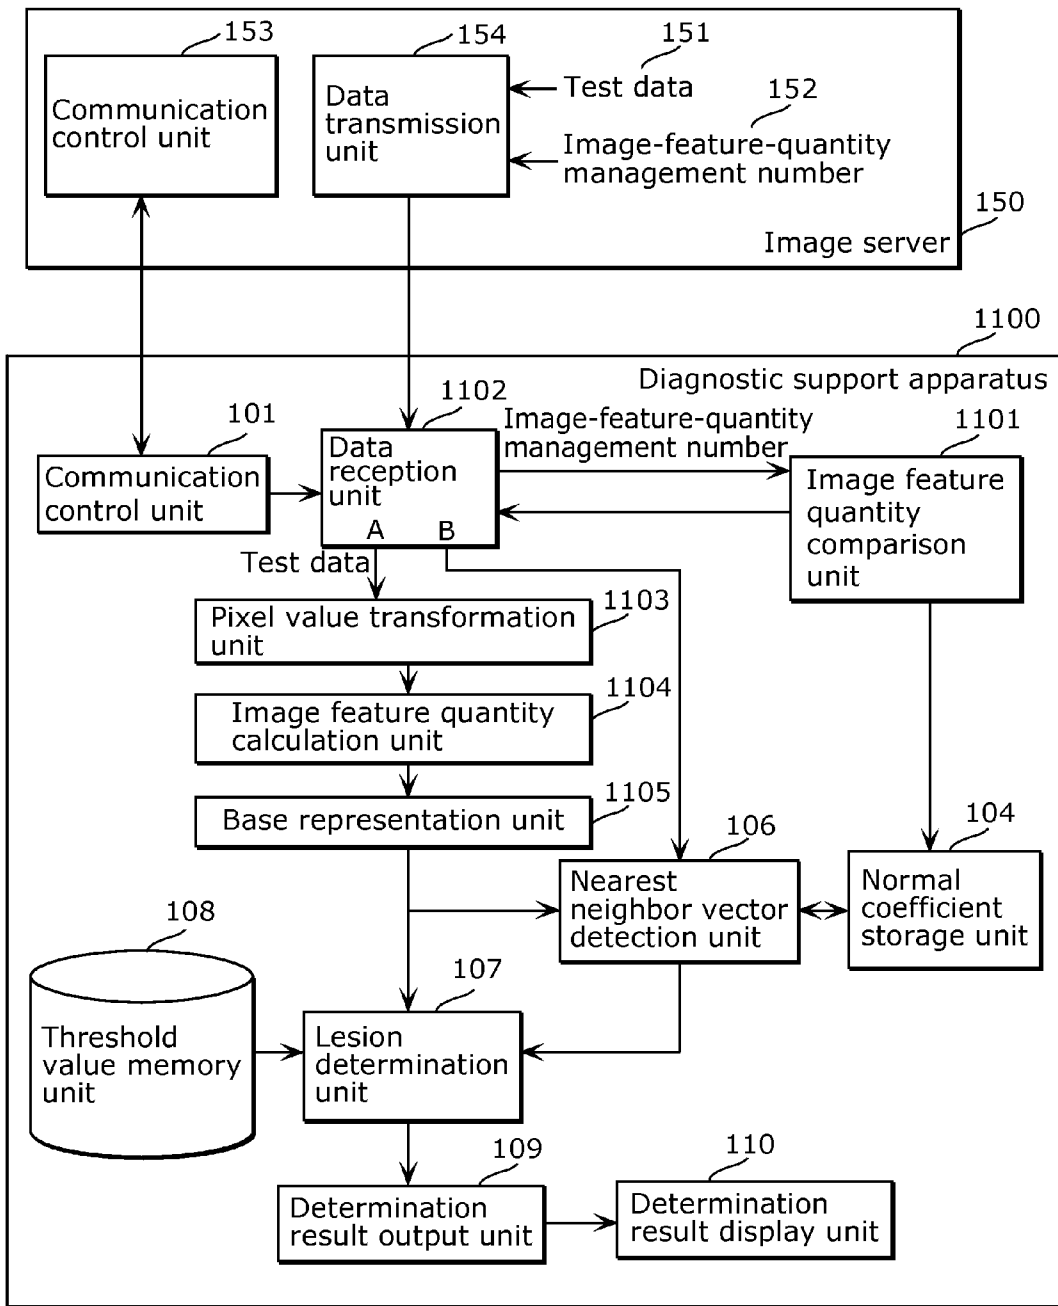 153
154
151
Communication
control unit
Data
transmission
unit
Test data
152
Image-feature-quantity
management number
150
Image server
1100
Diagnostic support apparatus
1102
Image-feature-quantity
management number
1101
101
Communication
control unit
Data
reception
unit
A B
Image feature
quantity
comparison
unit
Test data
Pixel value transformation
unit
1103
Image feature quantity
calculation unit
1104
Base representation unit
1105
106
104
Nearest
neighbor vector
detection unit
Normal
coefficient
storage unit
108
107
Threshold
value memory
unit
Lesion
determination
unit
109
110
Determination
result output unit
Determination
result display unit